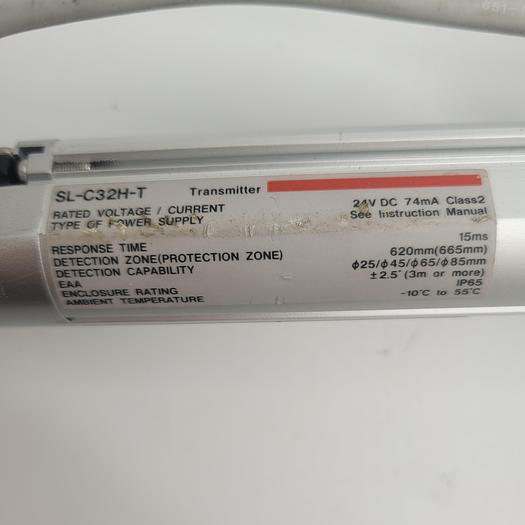 651-
SL-C32H-T Transmitter
RATED VOLTAGE / CURRENT 24V DC 74mA Class2
TYPE OF POWER SUPPLY See Instruction Manual
RESPONSE TIME 15ms
DETECTION ZONE(PROTECTION ZONE) 620mm(665mm)
DETECTION CAPABILITY ϕ25/ϕ45/ϕ65/ϕ85mm
EAA ±2.5°(3m or more)
ENCLOSURE RATING IP65
AMBIENT TEMPERATURE -10°C to 55°C